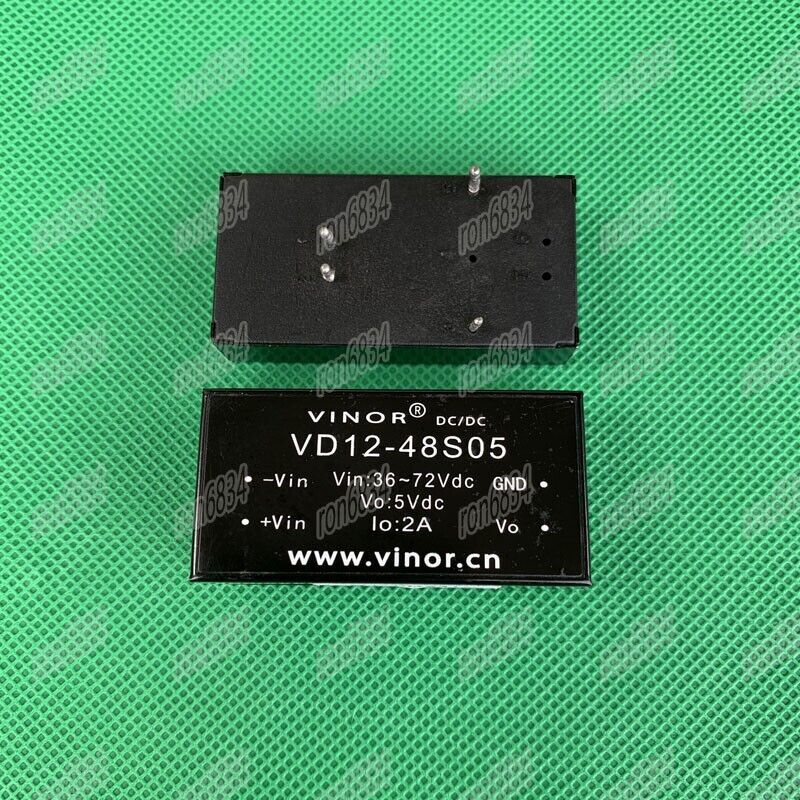 VINOR® DC/DC
VD12-48S05
-Vin Vin:36~72Vdc GND
Vo:5Vdc
+Vin Io:2A Vo
www.vinor.cn
ron6834